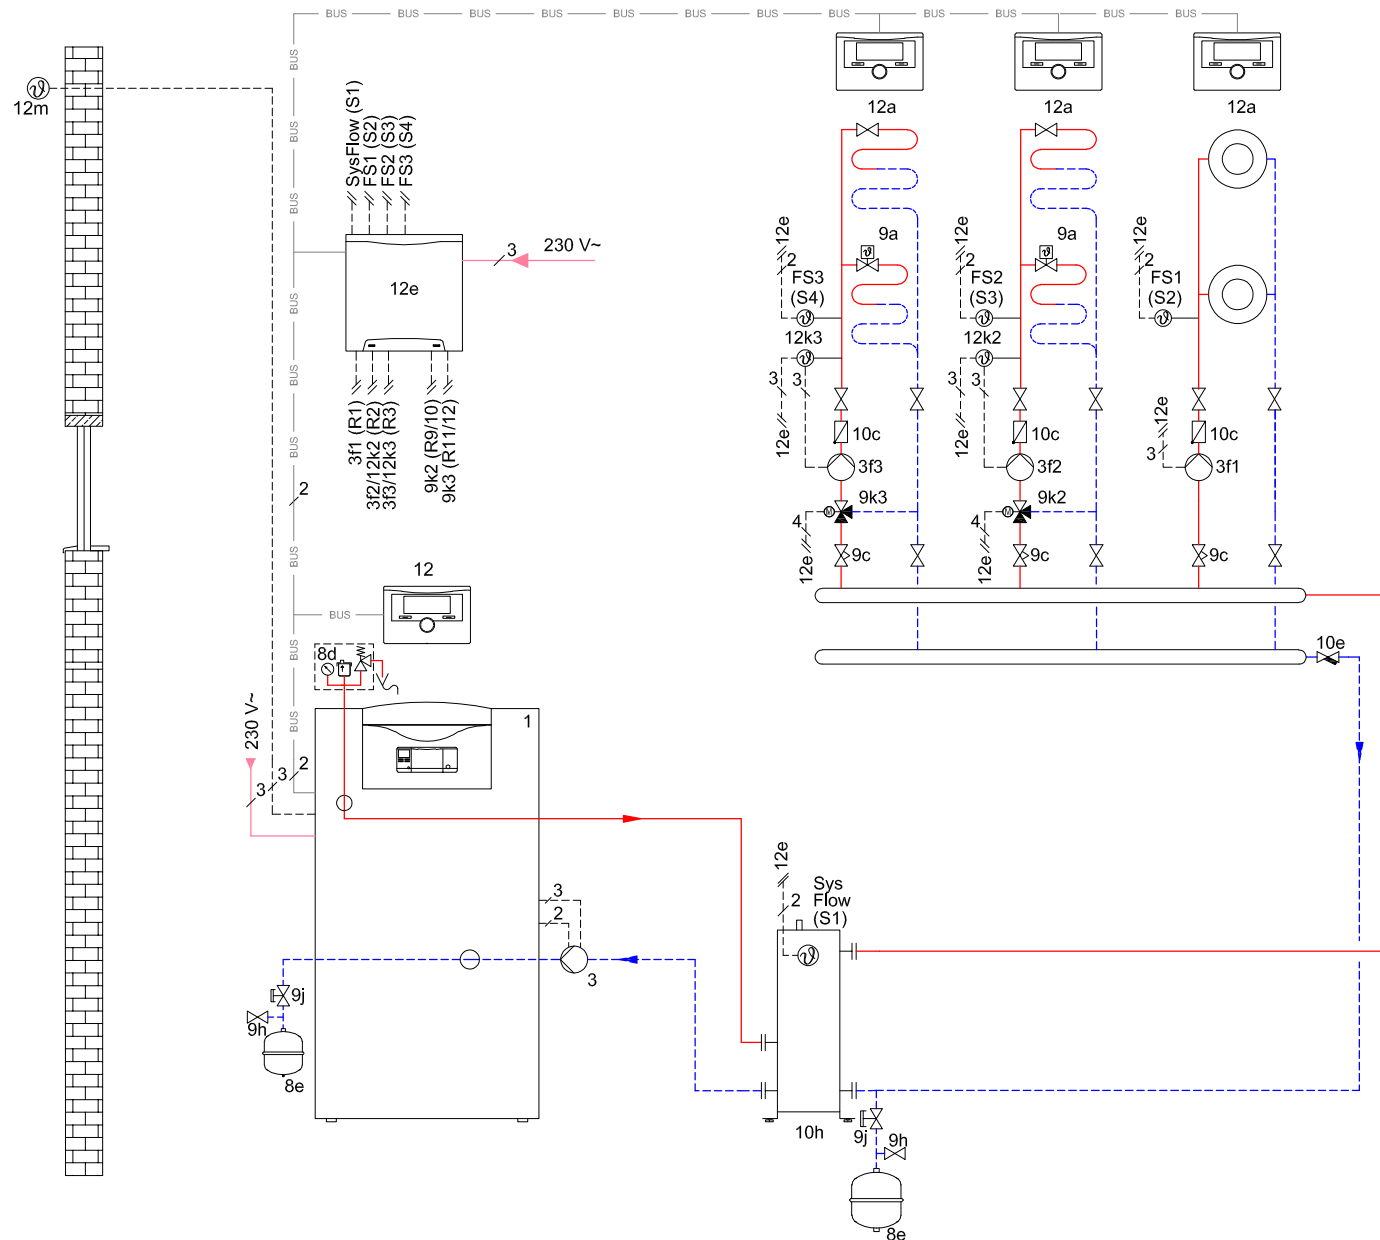 BUS BUS BUS BUS BUS BUS BUS BUS BUS BUS BUS BUS
BUS
BUS
BUS
BUS
BUS
BUS
BUS
BUS
12m
12a
12a
12a
SysFlow (S1)
FS1 (S2)
FS2 (S3)
FS3 (S4)
3
230 V~
12e
3f1 (R1)
3f2/12k2 (R2)
3f3/12k3 (R3)
9k2 (R9/10)
9k3 (R11/12)
2
12e
2
FS3
(S4)
9a
12k3
3
3
12e
10c
3f3
9k3
M
4
12e
9c
12e
2
FS2
(S3)
9a
12k2
3
3
12e
10c
3f2
9k2
M
4
12e
9c
12e
2
FS1
(S2)
12e
3
10c
3f1
9c
10e
12
BUS
8d
1
230 V~
3
3
2
3
2
3
9j
9h
8e
12e
2
Sys
Flow
(S1)
10h
9j
9h
8e